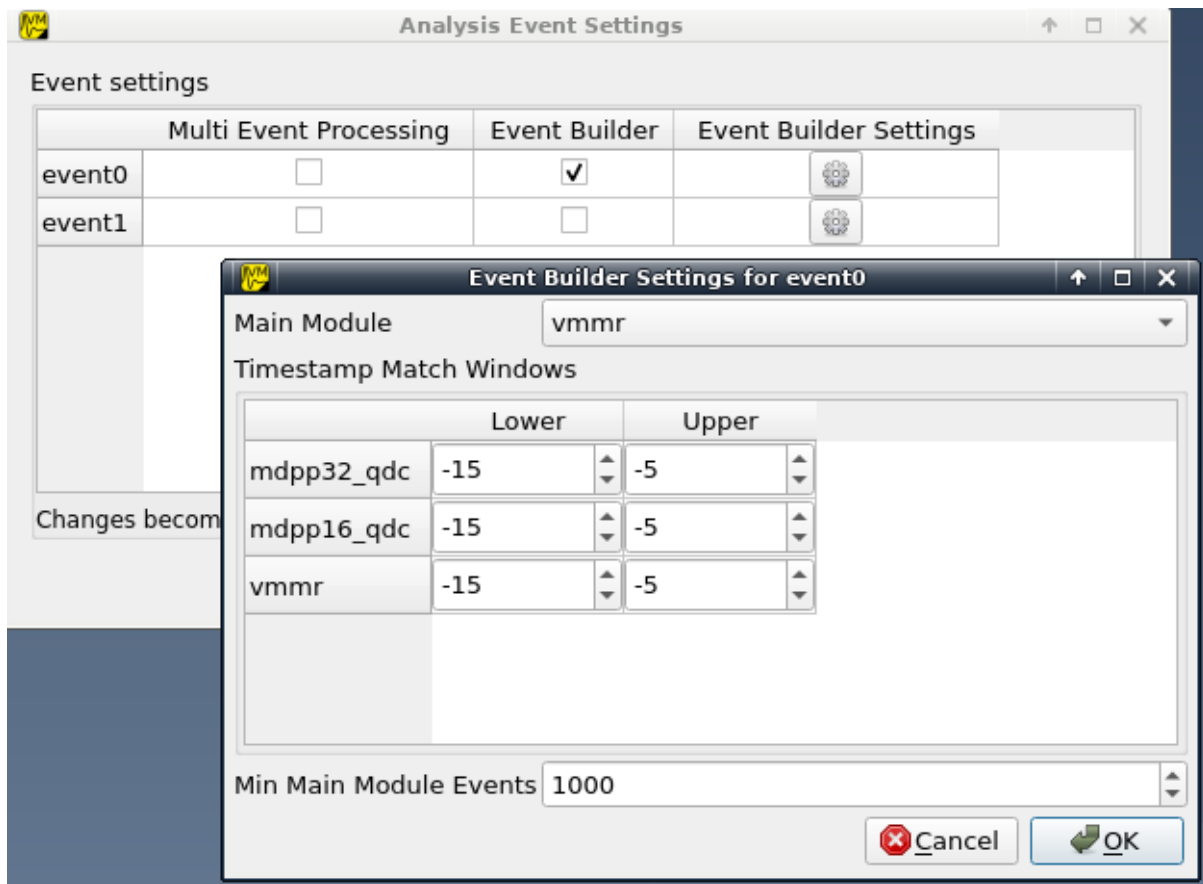 Analysis Event Settings
Event settings
Multi Event Processing Event Builder Event Builder Settings
event0
event1
Event Builder Settings for event0
Main Module vmmr
Timestamp Match Windows
Lower Upper
mdpp32_qdc -15 -5
mdpp16_qdc -15 -5
vmmr -15 -5
Changes becom
Min Main Module Events 1000
Cancel OK